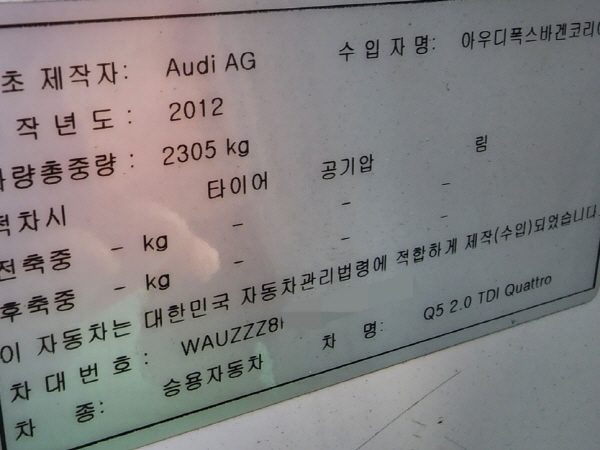 초 제작자: Audi AG 수 입 자 명: 아우디폭스바겐코리
작 년 도 : 2012
량총중량 : 2305 kg
적차시 타이어 공기압 림
전축중 – kg – – –
후축중 – kg – – –
이 자동차는 대한민국 자동차관리법령에 적합하게 제작(수입)되었습니다.
차 대 번 호 : WAUZZZ8
차 종: 승용자동차 차 명: Q5 2.0 TDI Quattro